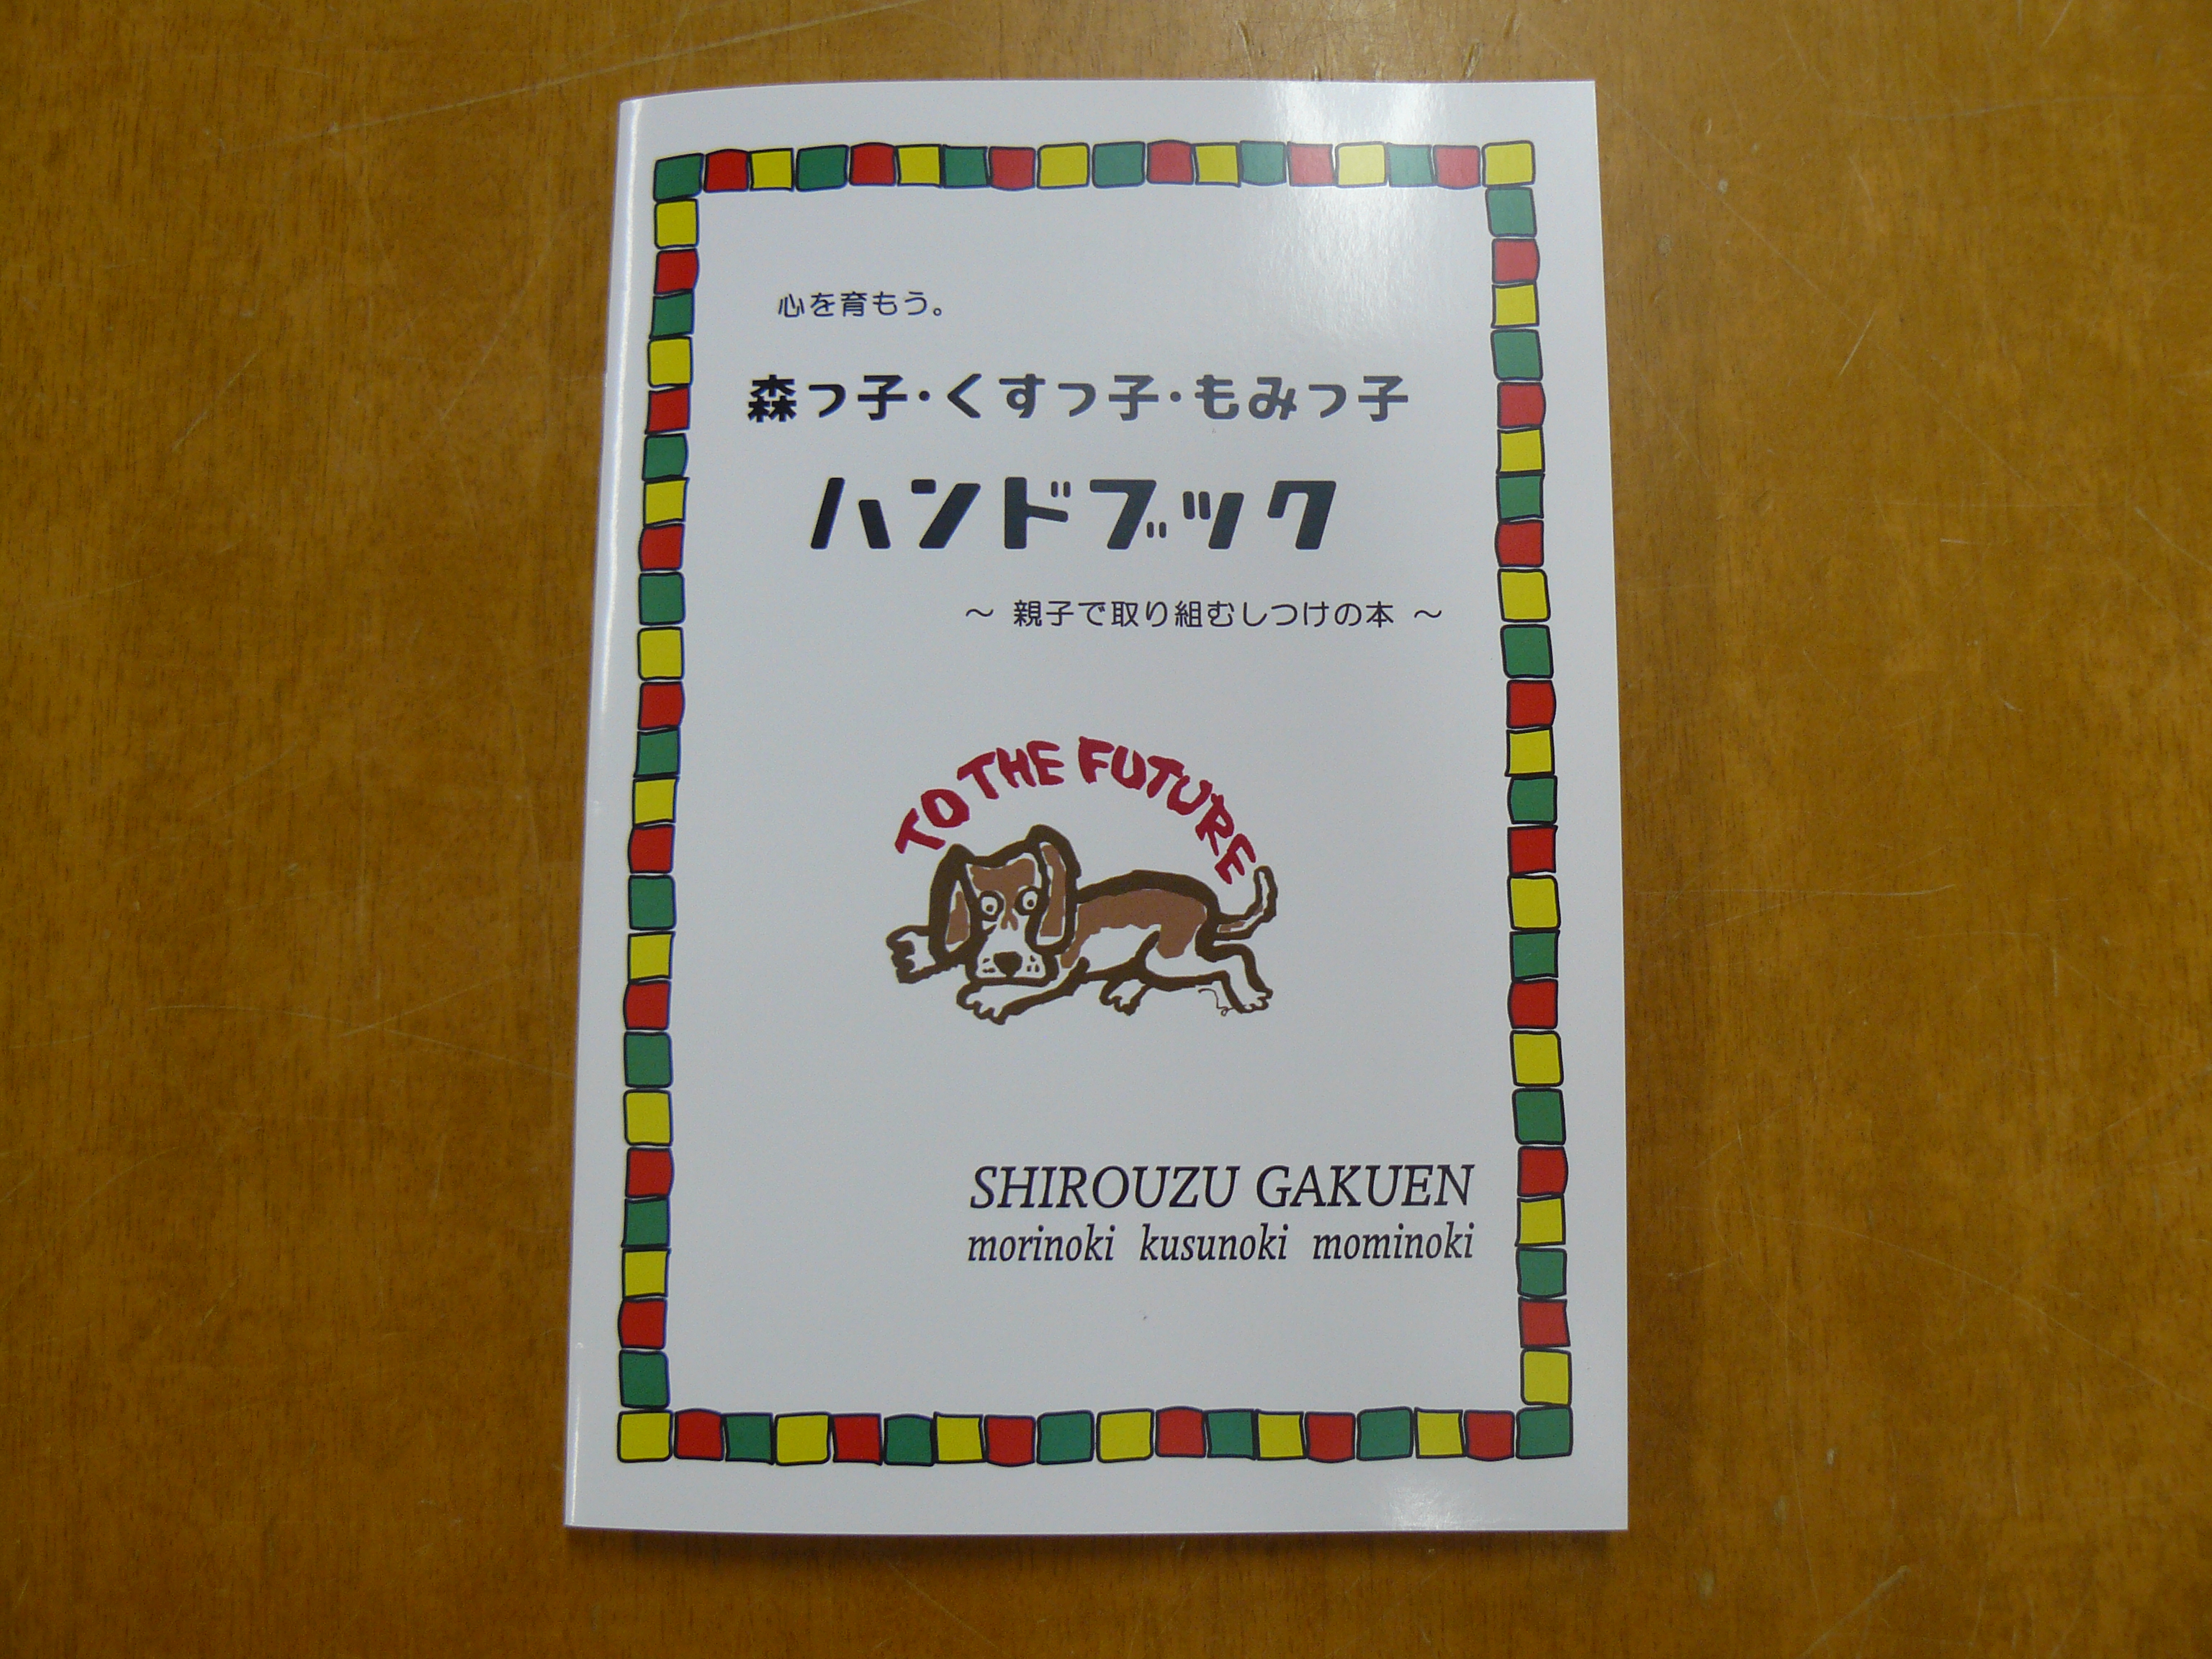 心を育もう。
森っ子・くすっ子・もみっ子
ハンドブック
～ 親子で取り組むしつけの本 ～
TO THE FUTURE
SHIROUZU GAKUEN
morinoki kusunoki mominoki